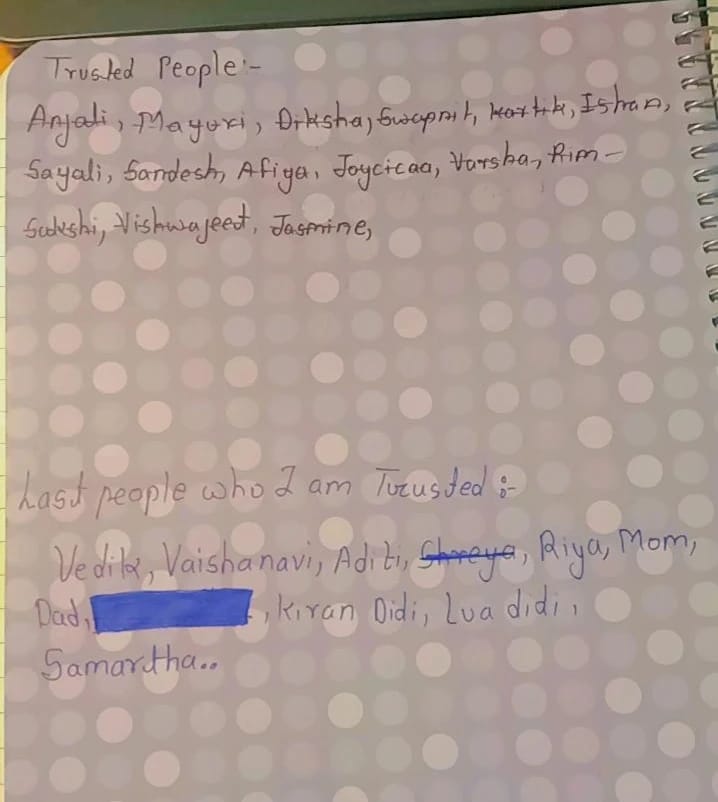 Trusted People:-
Anjali, Mayuri, Diksha, Swapnil, Kartik, Ishan,
Sayali, Sandesh, Afiya, Joycicaa, Varsha, Rim-
Sakshi, Vishwajeet, Jasmine,
Last people who I am Trusted :-
Vedika, Vaishanavi, Aditi, Shreya, Riya, Mom,
Dad, , Kiran Didi, Lua didi,
Samartha..